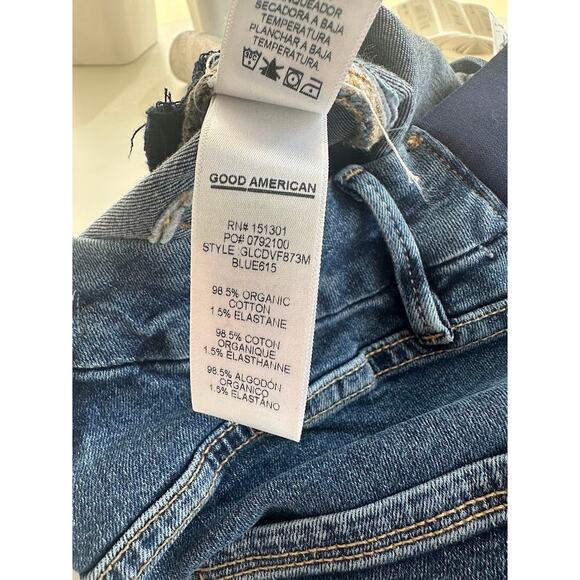 SECADORA A BAJA
TEMPERATURA
PLANCHAR A BAJA
TEMPERATURA.
GOOD AMERICAN
RN# 151301
PO# 0792100
STYLE :GLCDVF873M
BLUE615
98.5% ORGANIC
COTTON
1.5% ELASTANE
98.5% COTON
ORGANIQUE
1.5% ELASTHANNE
98.5% ALGODÓN
ORGANICO
1.5% ELASTANO